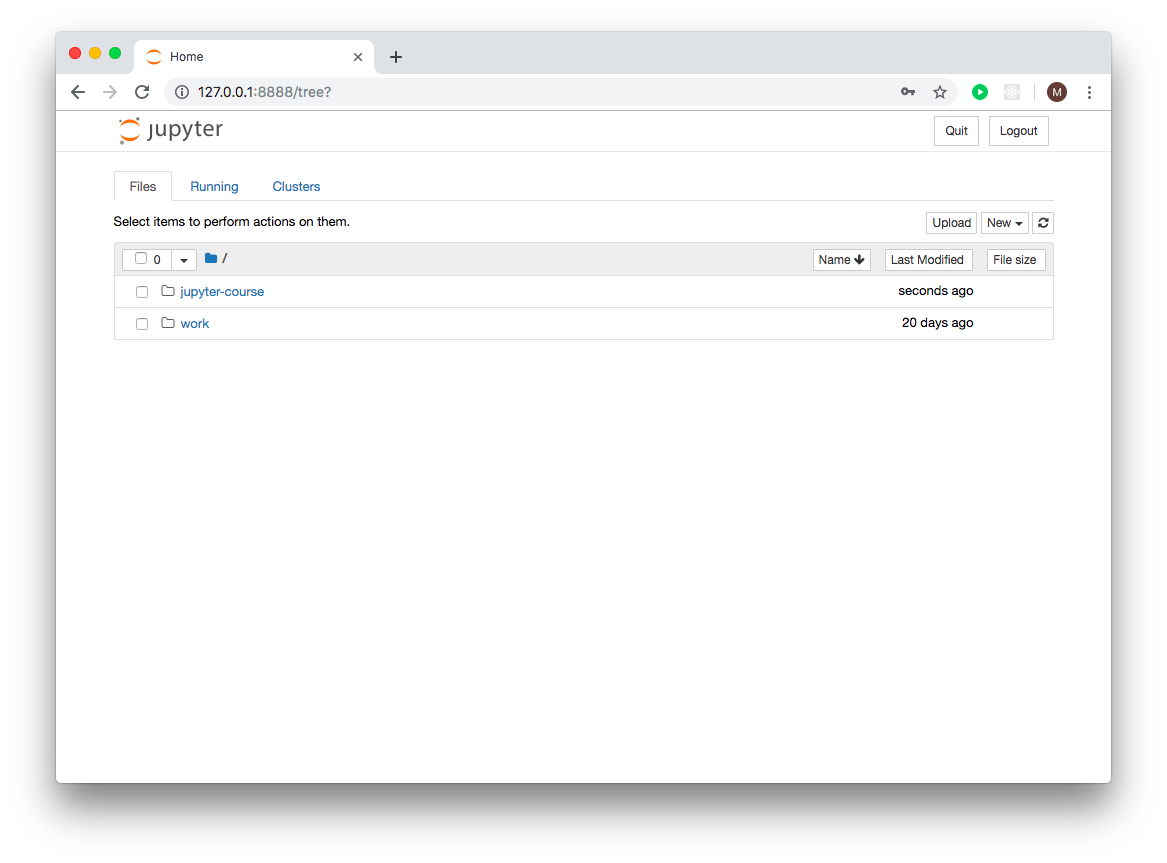 Home
127.0.0.1:8888/tree?
M
jupyter
Quit Logout
Files Running Clusters
Select items to perform actions on them.
Upload New
0 / Name Last Modified File size
jupyter-course seconds ago
work 20 days ago